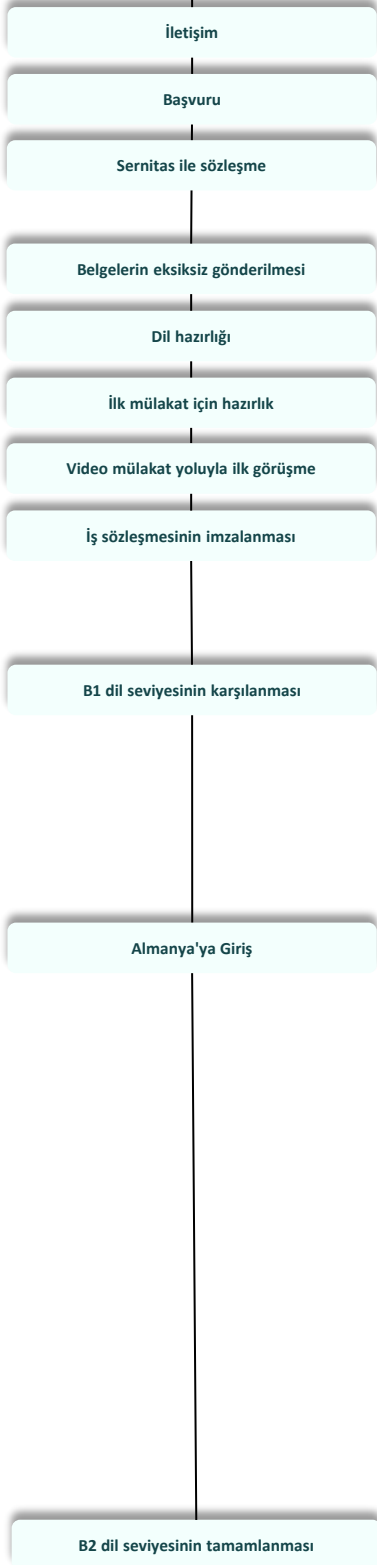 İletişim
Başvuru
Sernitas ile sözleşme
Belgelerin eksiksiz gönderilmesi
Dil hazırlığı
İlk mülakat için hazırlık
Video mülakat yoluyla ilk görüşme
İş sözleşmesinin imzalanması
B1 dil seviyesinin karşılanması
Almanya'ya Giriş
B2 dil seviyesinin tamamlanması